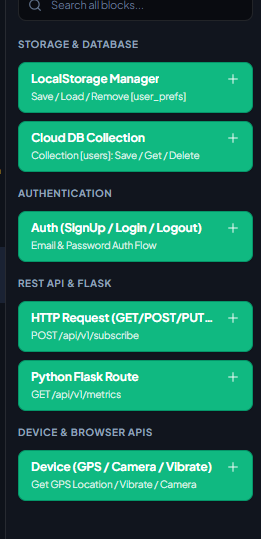 Search all blocks...
STORAGE & DATABASE
LocalStorage Manager
Save / Load / Remove [user_prefs]
Cloud DB Collection
Collection [users]: Save / Get / Delete
AUTHENTICATION
Auth (SignUp / Login / Logout)
Email & Password Auth Flow
REST API & FLASK
HTTP Request (GET/POST/PUT...
POST /api/v1/subscribe
Python Flask Route
GET /api/v1/metrics
DEVICE & BROWSER APIS
Device (GPS / Camera / Vibrate)
Get GPS Location / Vibrate / Camera